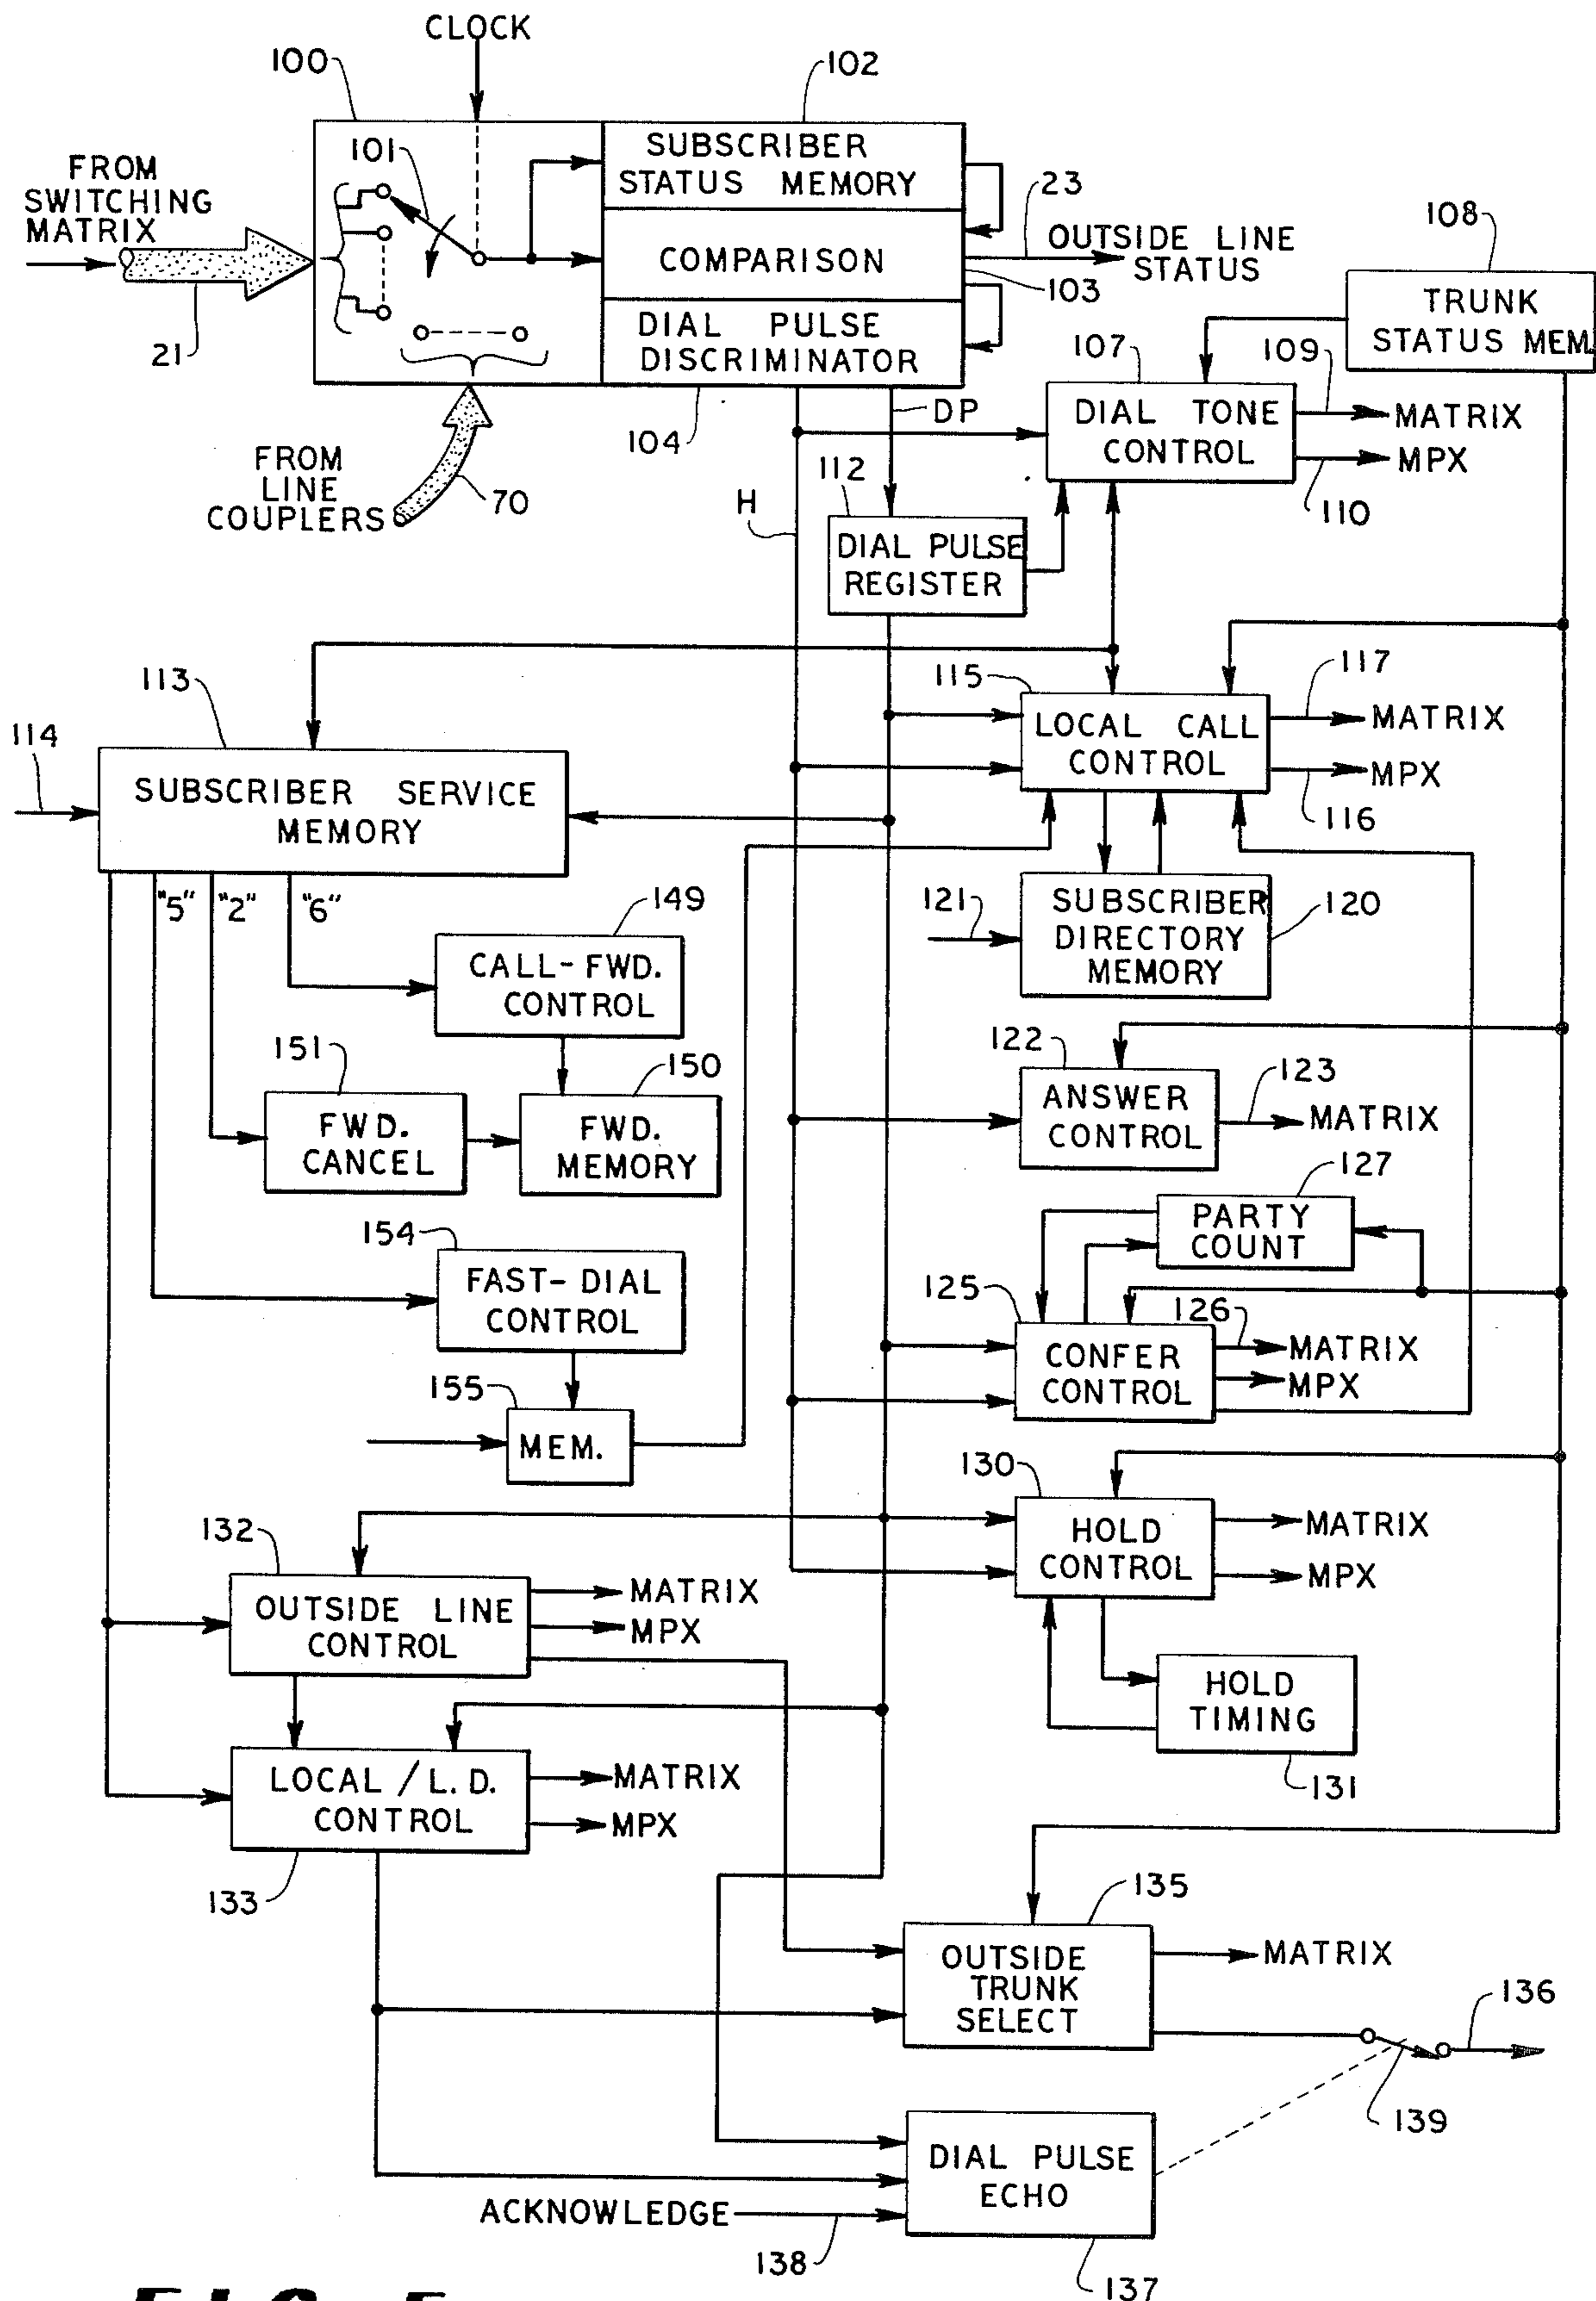 CLOCK
100
102
101
SUBSCRIBER
STATUS MEMORY
FROM
SWITCHING
MATRIX
23
108
COMPARISON
OUTSIDE LINE
STATUS
103
TRUNK
STATUS MEM.
21
DIAL PULSE
DISCRIMINATOR
107
109
DP
104
DIAL TONE
CONTROL
MATRIX
MPX
FROM
LINE
COUPLERS
70
112
H
110
DIAL PULSE
REGISTER
113
115
117
114
LOCAL CALL
CONTROL
MATRIX
MPX
SUBSCRIBER SERVICE
MEMORY
116
"5"
"2"
"6"
149
121
SUBSCRIBER
DIRECTORY
MEMORY
120
CALL-FWD.
CONTROL
151
150
122
123
FWD.
CANCEL
FWD.
MEMORY
ANSWER
CONTROL
MATRIX
127
154
PARTY
COUNT
FAST-DIAL
CONTROL
125
126
CONFER
CONTROL
MATRIX
MPX
155
MEM.
130
132
HOLD
CONTROL
MATRIX
MPX
OUTSIDE LINE
CONTROL
MATRIX
MPX
HOLD
TIMING
131
LOCAL / L.D.
CONTROL
MATRIX
MPX
133
135
OUTSIDE
TRUNK
SELECT
MATRIX
136
139
DIAL PULSE
ECHO
ACKNOWLEDGE
138
137